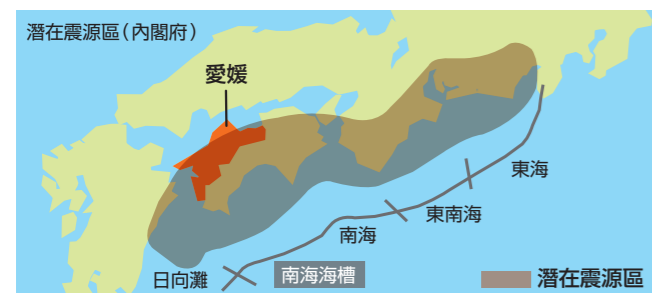 潛在震源區(內閣府)
愛媛
東海
東南海
南海
日向灘
南海海槽
潛在震源區